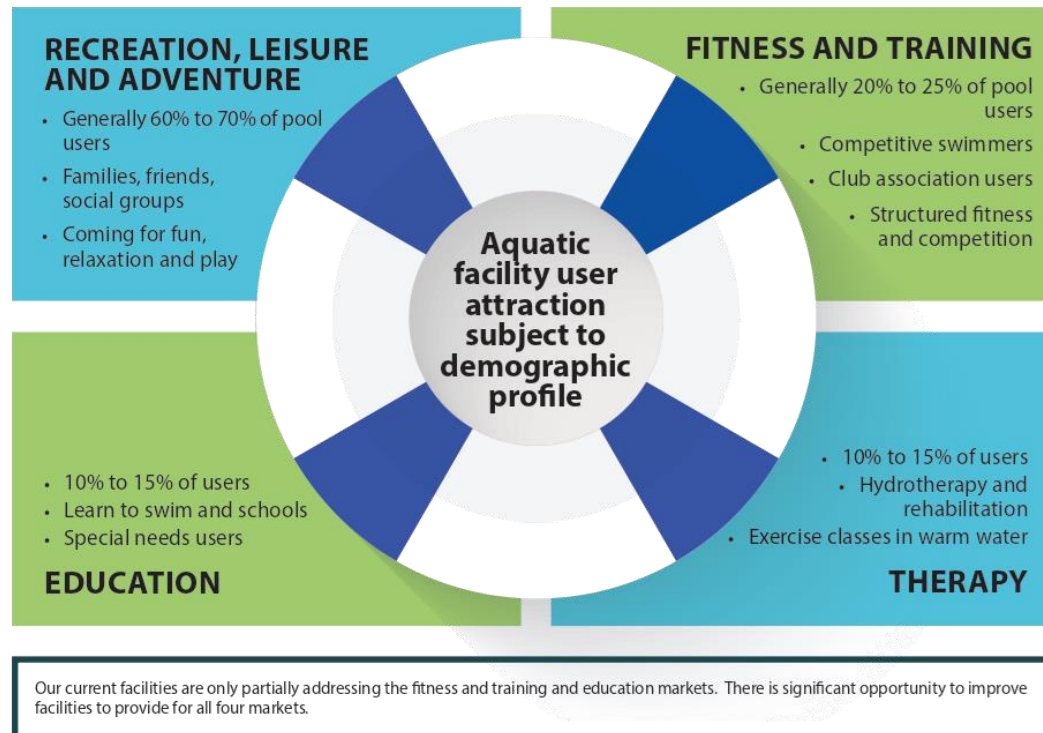 RECREATION, LEISURE
AND ADVENTURE
• Generally 60% to 70% of pool
users
• Families, friends,
social groups
• Coming for fun,
relaxation and play
FITNESS AND TRAINING
• Generally 20% to 25% of pool
users
• Competitive swimmers
• Club association users
• Structured fitness
and competition
Aquatic
facility user
attraction
subject to
demographic
profile
• 10% to 15% of users
• Learn to swim and schools
• Special needs users
EDUCATION
• 10% to 15% of users
• Hydrotherapy and
rehabilitation
• Exercise classes in warm water
THERAPY
Our current facilities are only partially addressing the fitness and training and education markets. There is significant opportunity to improve
facilities to provide for all four markets.